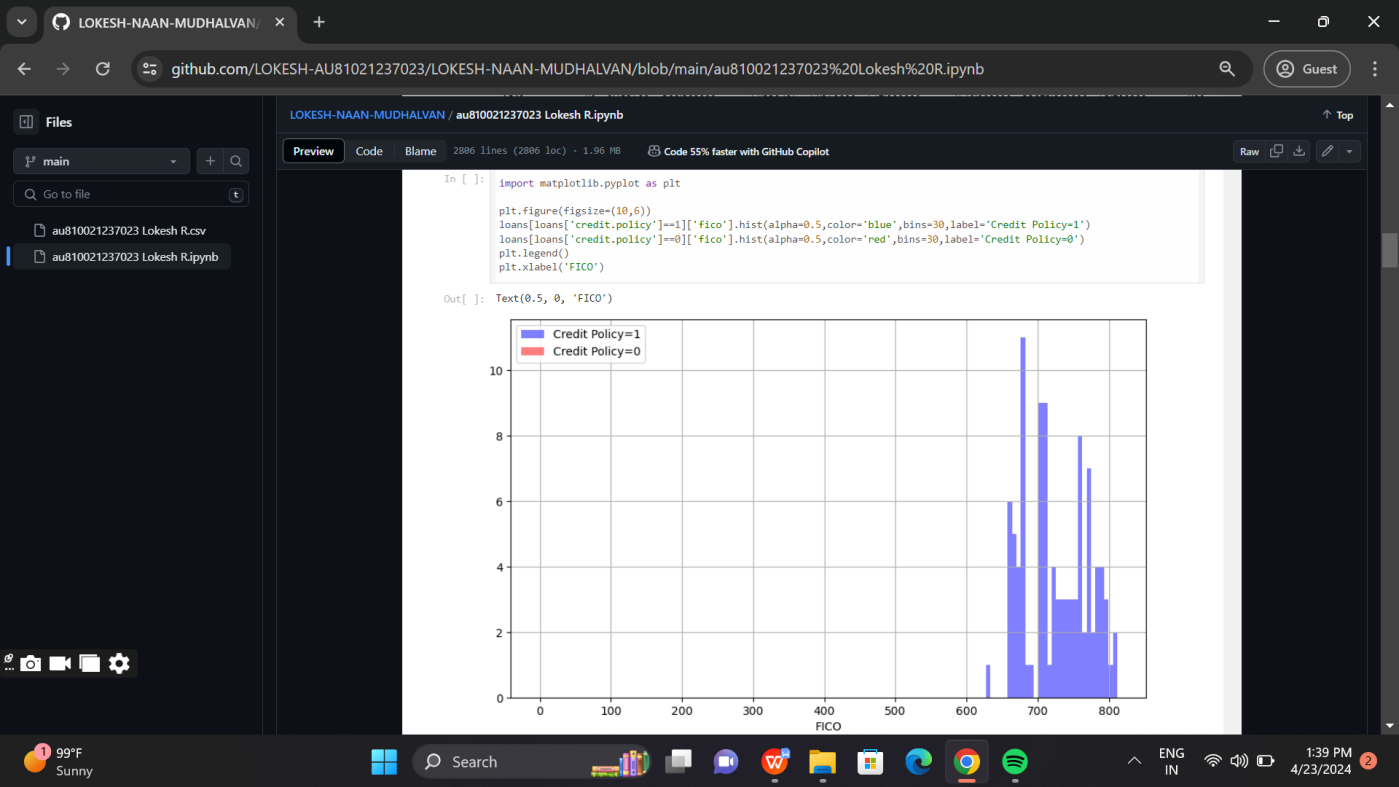 LOKESH-NAAN-MUDHALVAN/
github.com/LOKESH-AU81021237023/LOKESH-NAAN-MUDHALVAN/blob/main/au810021237023%20Lokesh%20R.ipynb
Guest
Files
main
Go to file
t
au810021237023 Lokesh R.csv
au810021237023 Lokesh R.ipynb
LOKESH-NAAN-MUDHALVAN / au810021237023 Lokesh R.ipynb
Top
Preview
Code
Blame
2806 lines (2806 loc) · 1.96 MB
Code 55% faster with GitHub Copilot
Raw
In [ ]:
import matplotlib.pyplot as plt
plt.figure(figsize=(10,6))
loans[loans['credit.policy']==1]['fico'].hist(alpha=0.5,color='blue',bins=30,label='Credit Policy=1')
loans[loans['credit.policy']==0]['fico'].hist(alpha=0.5,color='red',bins=30,label='Credit Policy=0')
plt.legend()
plt.xlabel('FICO')
Out[ ]:
Text(0.5, 0, 'FICO')
Credit Policy=1
Credit Policy=0
10
8
6
4
2
0
0 100 200 300 400 500 600 700 800
FICO
1
99°F
Sunny
Search
W
ENG
IN
1:39 PM
4/23/2024
2